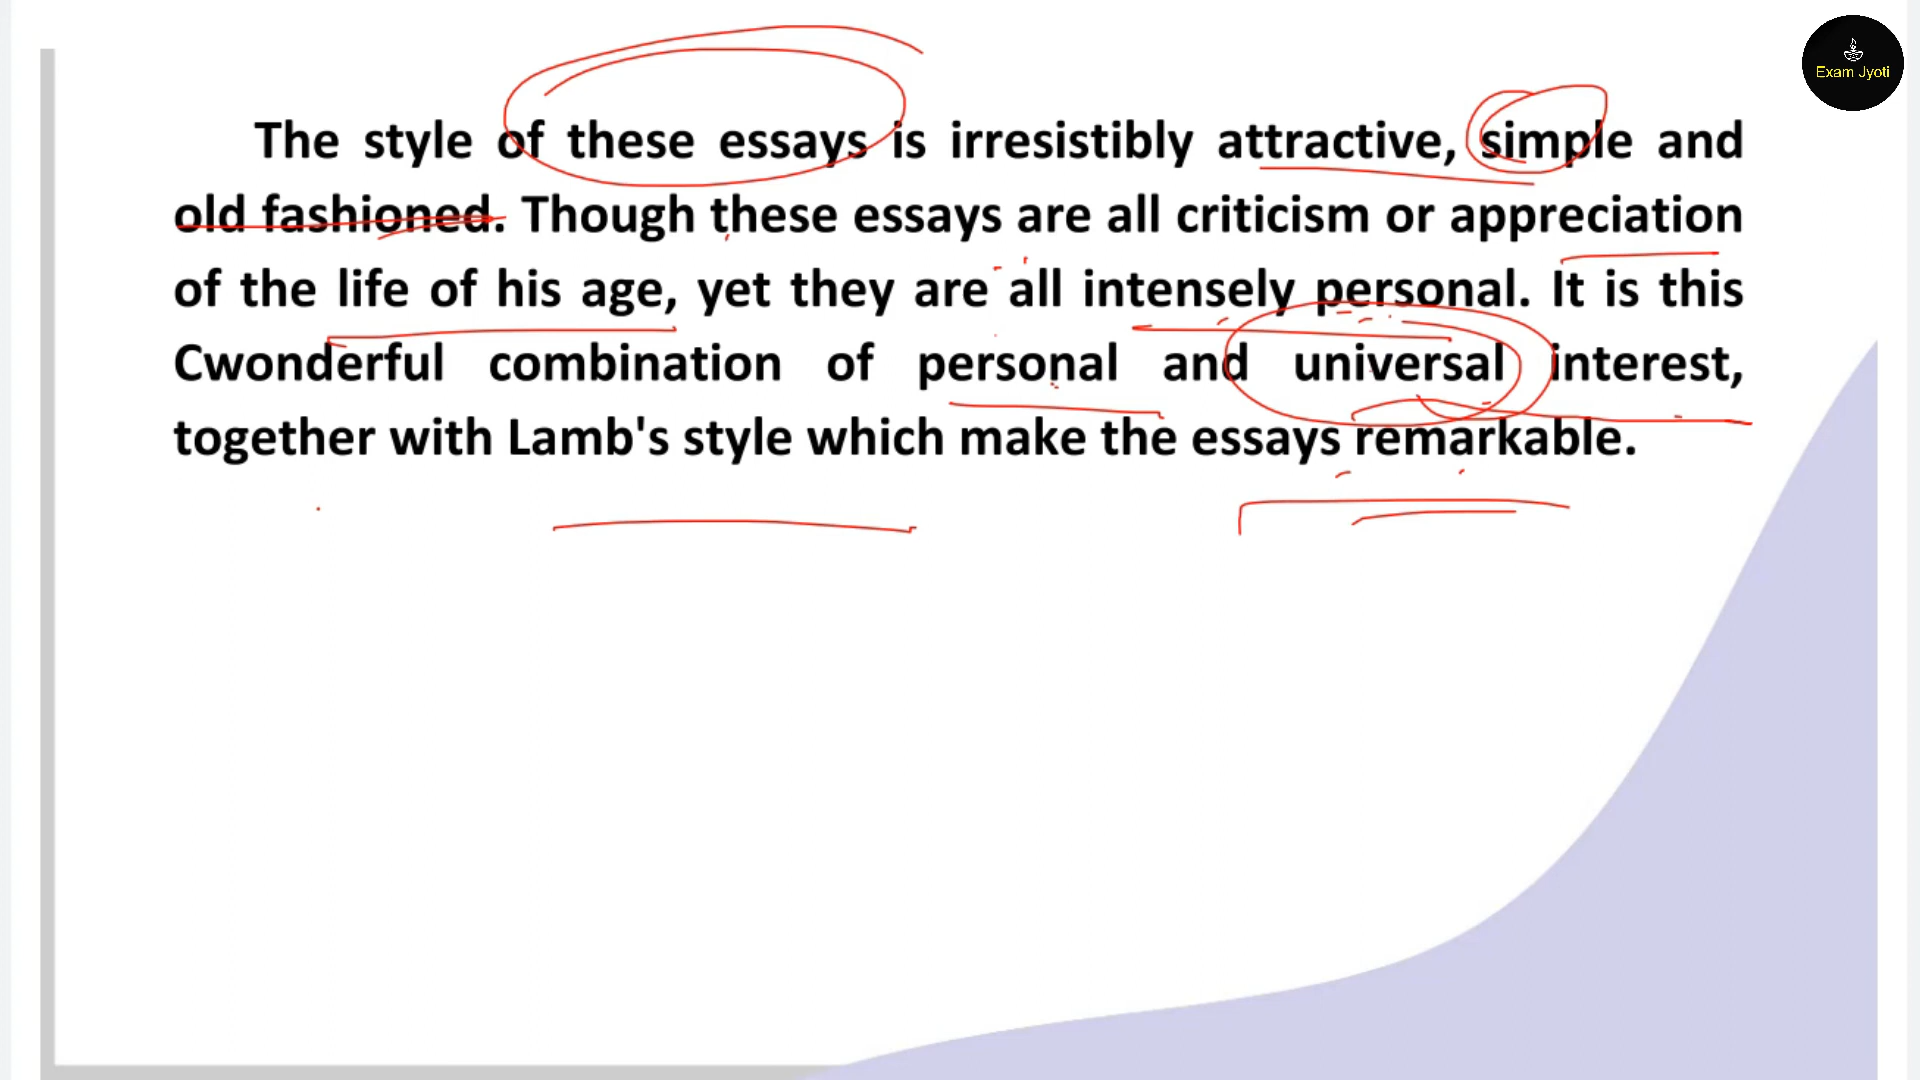 Exam Jyoti
The style of these essays is irresistibly attractive, simple and
old fashioned. Though these essays are all criticism or appreciation
of the life of his age, yet they are all intensely personal. It is this
Cwonderful combination of personal and universal interest,
together with Lamb's style which make the essays remarkable.